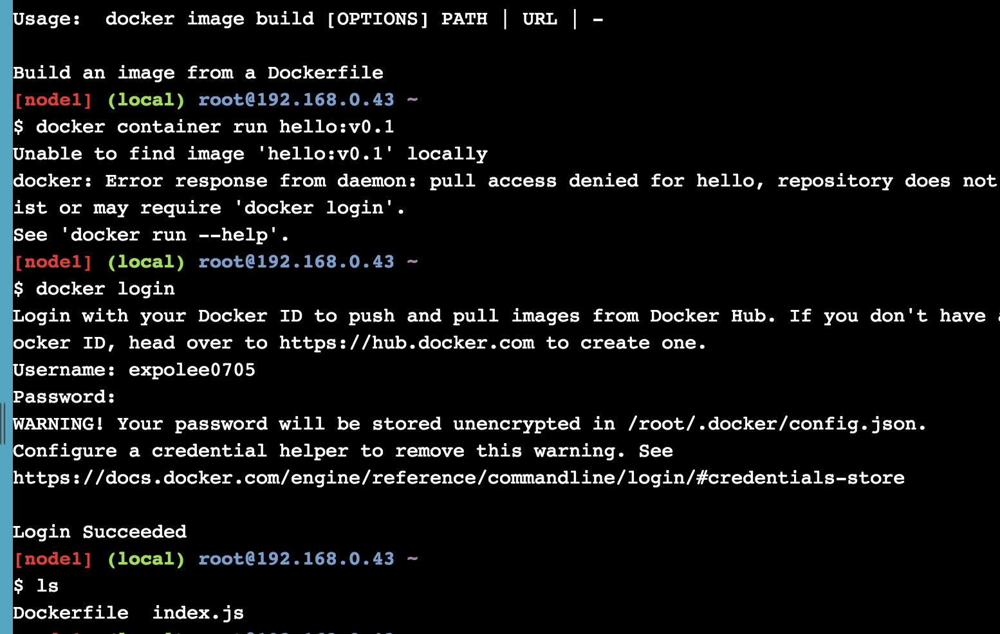 Usage:  docker image build [OPTIONS] PATH | URL | -
Build an image from a Dockerfile
[node1] (local) root@192.168.0.43 ~
$ docker container run hello:v0.1
Unable to find image 'hello:v0.1' locally
docker: Error response from daemon: pull access denied for hello, repository does not
ist or may require 'docker login'.
See 'docker run --help'.
[node1] (local) root@192.168.0.43 ~
$ docker login
Login with your Docker ID to push and pull images from Docker Hub. If you don't have
ocker ID, head over to https://hub.docker.com to create one.
Username: expolee0705
Password:
WARNING! Your password will be stored unencrypted in /root/.docker/config.json.
Configure a credential helper to remove this warning. See
https://docs.docker.com/engine/reference/commandline/login/#credentials-store
Login Succeeded
[node1] (local) root@192.168.0.43 ~
$ ls
Dockerfile  index.js